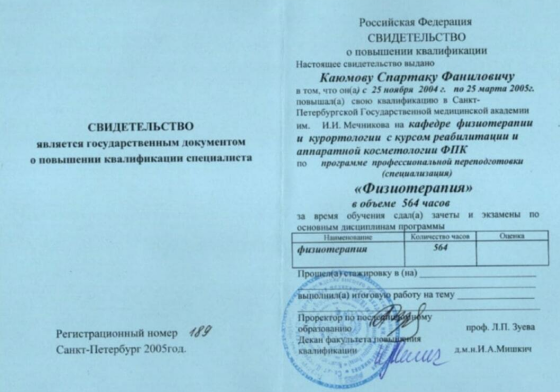 СВИДЕТЕЛЬСТВО
является государственным документом
о повышении квалификации специалиста
Регистрационный номер 189
Санкт-Петербург 2005год.
Российская Федерация
СВИДЕТЕЛЬСТВО
о повышении квалификации
Настоящее свидетельство выдано
Каюмову Спартаку Фаниловичу
в том, что он(а) с 25 ноября 2004 г. по 25 марта 2005г.
повышал(а) свою квалификацию в Санкт-
Петербургской Государственной медицинской академии
им. И.И. Мечникова на кафедре физиотерапии
и курортологии с курсом реабилитации и
аппаратной косметологии ФПК
по программе профессиональной переподготовки
(специализация)
«Физиотерапия»
в объеме 564 часов
за время обучения сдал(а) зачеты и экзамены по
основным дисциплинам программы
Наименование Количество часов Оценка
физиотерапия 564
Прошел(а) стажировку в (на)
выполнил(а) итоговую работу на тему
Проректор по последипломному
образованию проф. Л.П. Зуева
Декан факультета повышения
квалификации д.м.н.И.А.Мишкич